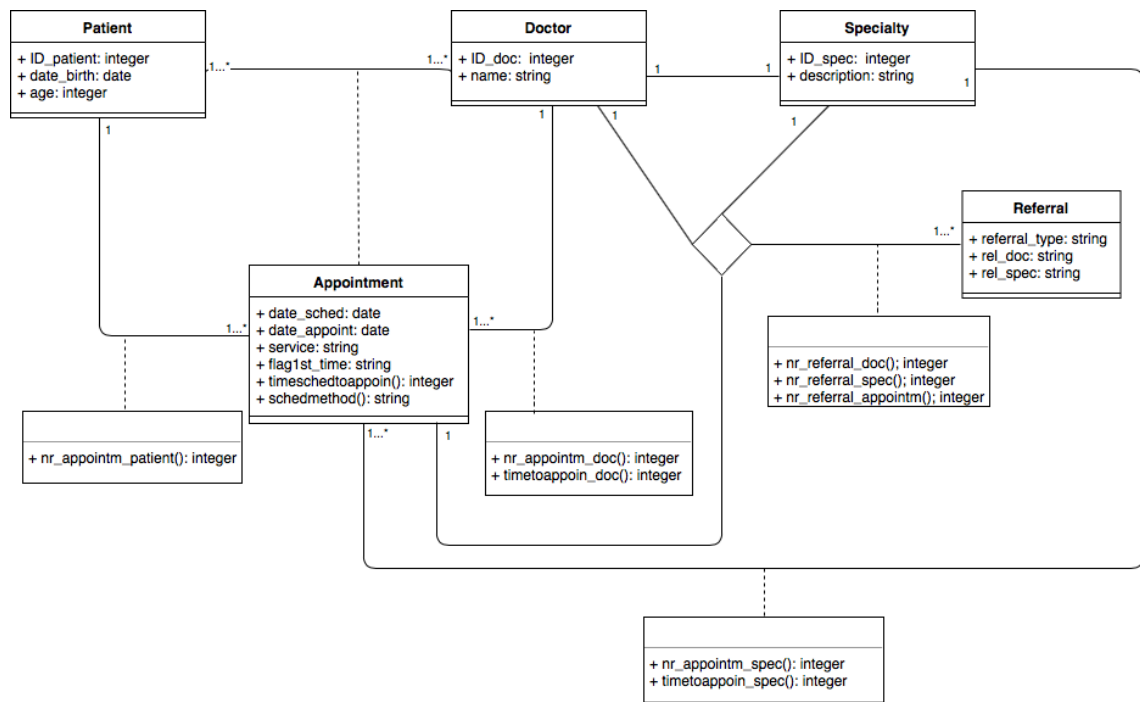 Patient
+ ID_patient: integer
+ date_birth: date
+ age: integer
1...*
1
1...*
Doctor
+ ID_doc: integer
+ name: string
1
1
1
1
Specialty
+ ID_spec: integer
+ description: string
1
1
Referral
+ referral_type: string
+ rel_doc: string
+ rel_spec: string
1...*
Appointment
+ date_sched: date
+ date_appoint: date
+ service: string
+ flag1st_time: string
+ timeschedtoappoin(): integer
+ schedmethod(): string
1...*
1...*
1...*
1
+ nr_referral_doc(); integer
+ nr_referral_spec(); integer
+ nr_referral_appointm(); integer
+ nr_appointm_patient(): integer
+ nr_appointm_doc(): integer
+ timetoappoin_doc(): integer
+ nr_appointm_spec(): integer
+ timetoappoin_spec(): integer